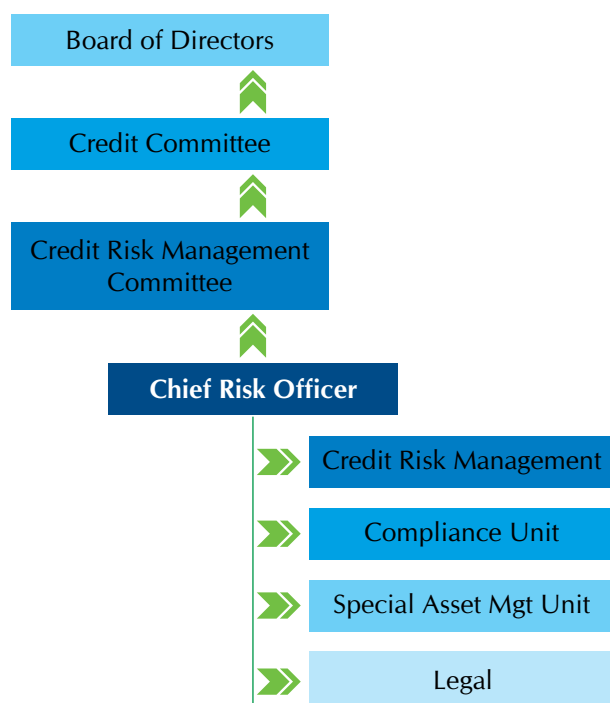 Board of Directors
Credit Committee
Credit Risk Management
Committee
Chief Risk Officer
Credit Risk Management
Compliance Unit
Special Asset Mgt Unit
Legal